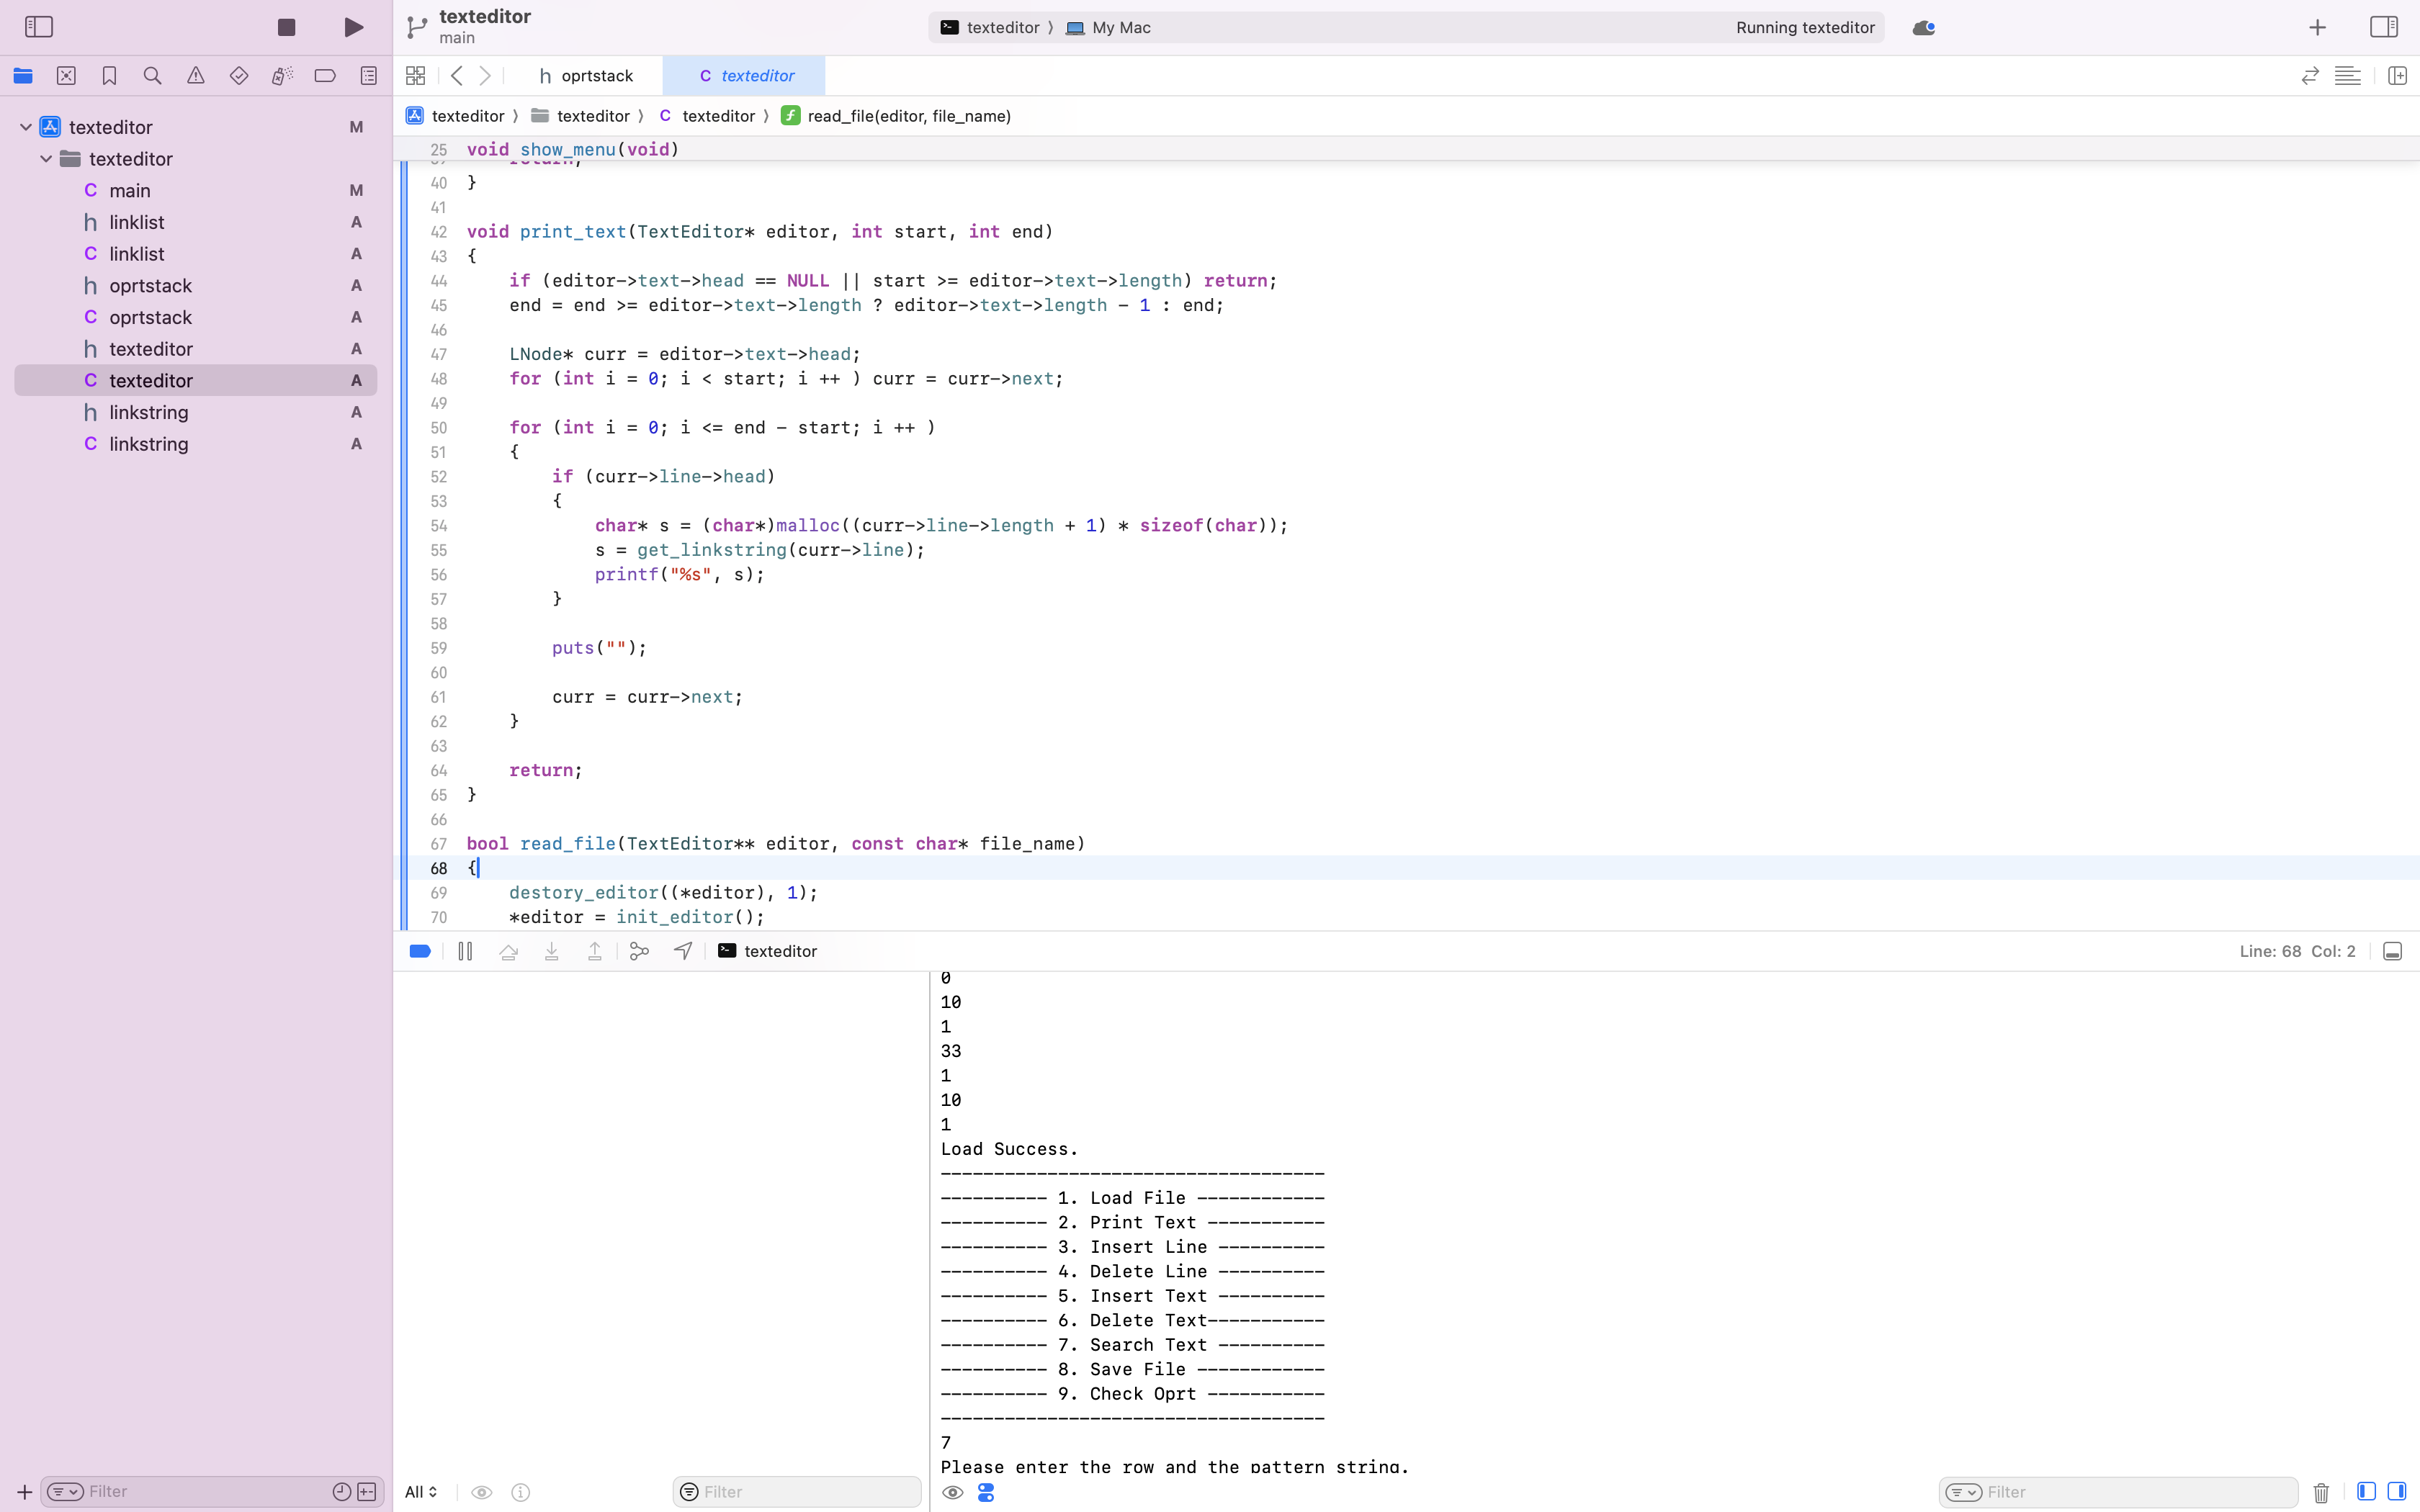 texteditor
main
texteditor 〉 My Mac
Running texteditor
h oprtstack
C texteditor
texteditor 〉 texteditor 〉 C texteditor 〉 f read_file(editor, file_name)
texteditor M
texteditor
C main M
h linklist A
C linklist A
h oprtstack A
C oprtstack A
h texteditor A
C texteditor A
h linkstring A
C linkstring A
25 void show_menu(void)
39 return;
40 }
41
42 void print_text(TextEditor* editor, int start, int end)
43 {
44 if (editor->text->head == NULL || start >= editor->text->length) return;
45 end = end >= editor->text->length ? editor->text->length - 1 : end;
46
47 LNode* curr = editor->text->head;
48 for (int i = 0; i < start; i ++ ) curr = curr->next;
49
50 for (int i = 0; i <= end - start; i ++ )
51 {
52 if (curr->line->head)
53 {
54 char* s = (char*)malloc((curr->line->length + 1) * sizeof(char));
55 s = get_linkstring(curr->line);
56 printf("%s", s);
57 }
58
59 puts("");
60
61 curr = curr->next;
62 }
63
64 return;
65 }
66
67 bool read_file(TextEditor** editor, const char* file_name)
68 {
69 destory_editor((*editor), 1);
70 *editor = init_editor();
texteditor
Line: 68 Col: 2
0
10
1
33
1
10
1
Load Success.
------------------------------------
---------- 1. Load File ------------
---------- 2. Print Text -----------
---------- 3. Insert Line ----------
---------- 4. Delete Line ----------
---------- 5. Insert Text ----------
---------- 6. Delete Text-----------
---------- 7. Search Text ----------
---------- 8. Save File ------------
---------- 9. Check Oprt -----------
------------------------------------
7
Please enter the row and the pattern string.
Filter
All
Filter
Filter